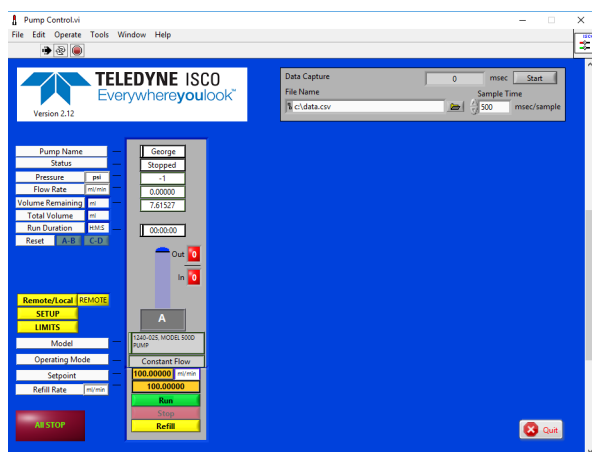 Pump Control.vi
File Edit Operate Tools Window Help
TELEDYNE ISCO
Everywhereyoulook™
Version 2.12
Data Capture 0 msec Start
File Name Sample Time
c:\data.csv 500 msec/sample
Pump Name George
Status Stopped
Pressure psi -1
Flow Rate ml/min 0.00000
Volume Remaining ml 7.61527
Total Volume ml
Run Duration H:M:S 00:00:00
Reset A-B C-D
Out 0
In 0
Remote/Local REMOTE
SETUP
A
LIMITS
Model 1240-025, MODEL 500D
PUMP
Operating Mode Constant Flow
Setpoint 100.00000 ml/min
Refill Rate ml/min 100.00000
Run
Stop
Refill
All STOP
Quit